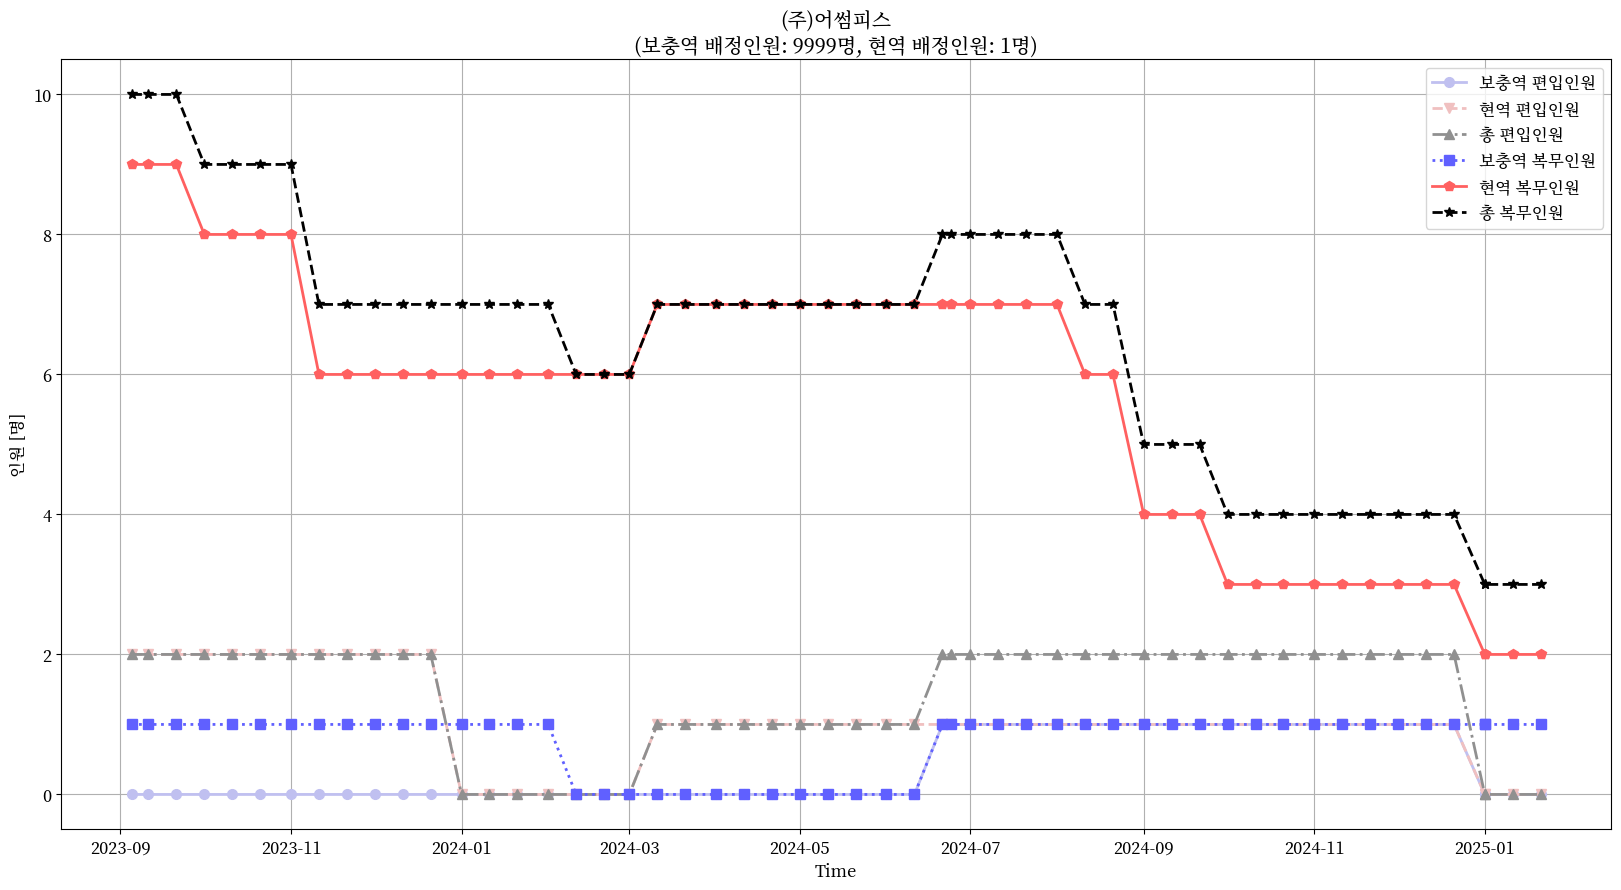 (주)어썸피스
(보충역 배정인원: 9999명, 현역 배정인원: 1명)
보충역 편입인원
현역 편입인원
총 편입인원
보충역 복무인원
현역 복무인원
총 복무인원
인원 [명]
10
8
6
4
2
0
2023-09
2023-11
2024-01
2024-03
2024-05
2024-07
2024-09
2024-11
2025-01
Time